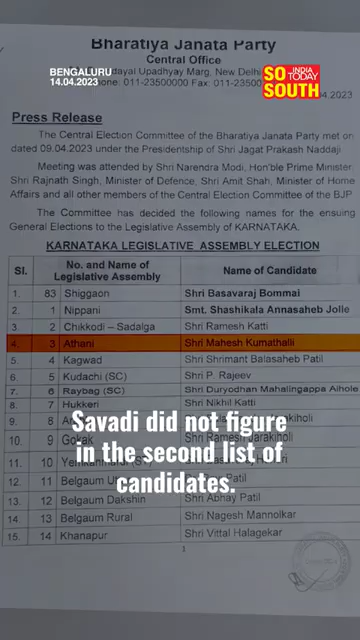 Bharatiya Janata Party
Central Office
BENGALURU
14.04.2023
SO SOUTH
INDIA TODAY
dayal Upadhyay Marg, New Delhi
Phone: 011-23500000 Fax: 011-23500
.04.2023
Press Release
The Central Election Committee of the Bharatiya Janata Party met on
dated 09.04.2023 under the Presidentship of Shri Jagat Prakash Naddaji
Meeting was attended by Shri Narendra Modi, Hon'ble Prime Minister,
Shri Rajnath Singh, Minister of Defence, Shri Amit Shah, Minister of Home
Affairs and all other members of the Central Election Committee of the BJP
The Committee has decided the following names for the ensuing
General Elections to the Legislative Assembly of KARNATAKA.
KARNATAKA LEGISLATIVE ASSEMBLY ELECTION
Sl. No. and Name of Legislative Assembly Name of Candidate
1. 83 Shiggaon Shri Basavaraj Bommai
2. 1 Nippani Smt. Shashikala Annasaheb Jolle
3. 2 Chikkodi – Sadalga Shri Ramesh Katti
4. 3 Athani Shri Mahesh Kumathalli
5. 4 Kagwad Shri Shrimant Balasaheb Patil
6. 5 Kudachi (SC) Shri P. Rajeev
7. 6 Raybag (SC) Shri Duryodhan Mahalingappa Aihole
8. 7 Hukkeri Shri Nikhil Katti
9. 8
10. 9 Gokak Shri Ramesh Jarakiholi
11. 10 Yemkanmardi (SC)
12. 11 Belgaum
13. 12 Belgaum Dakshin Shri Abhay Patil
14. 13 Belgaum Rural Shri Nagesh Mannolkar
15. 14 Khanapur Shri Vittal Halagekar
1
Savadi did not figure
in the second list of
candidates.